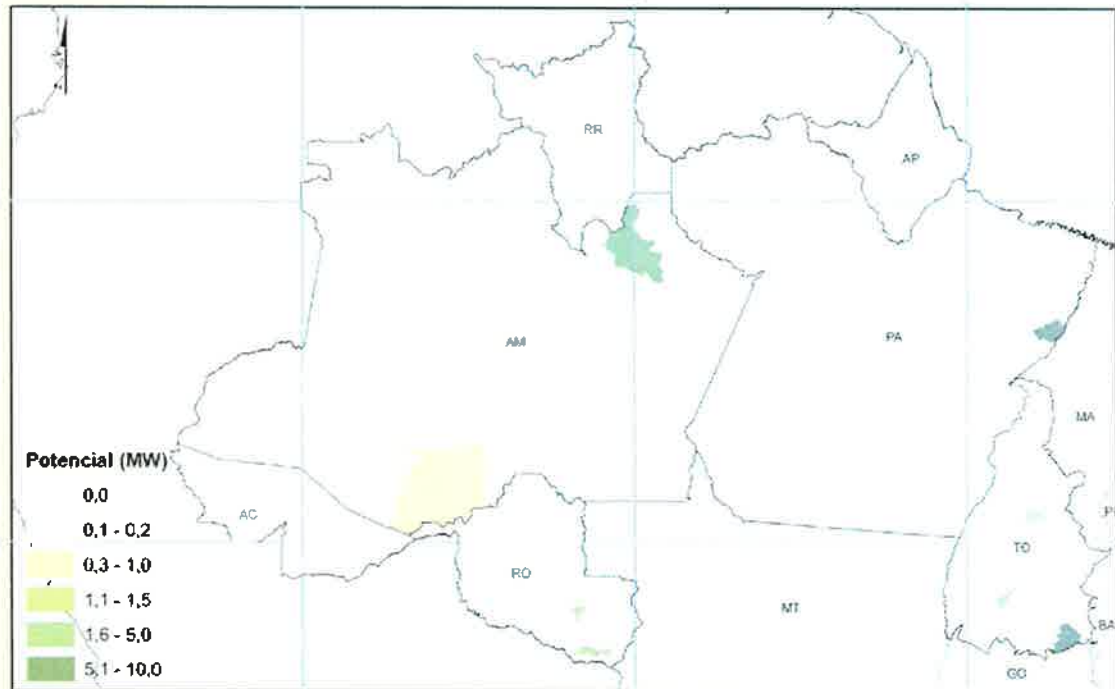 RR
AP
AM
PA
MA
Potencial (MW)
0,0
0,1 - 0,2
0,3 - 1,0
1,1 - 1,5
1,6 - 5,0
5,1 - 10,0
AC
RO
MT
TO
PI
BA
GO